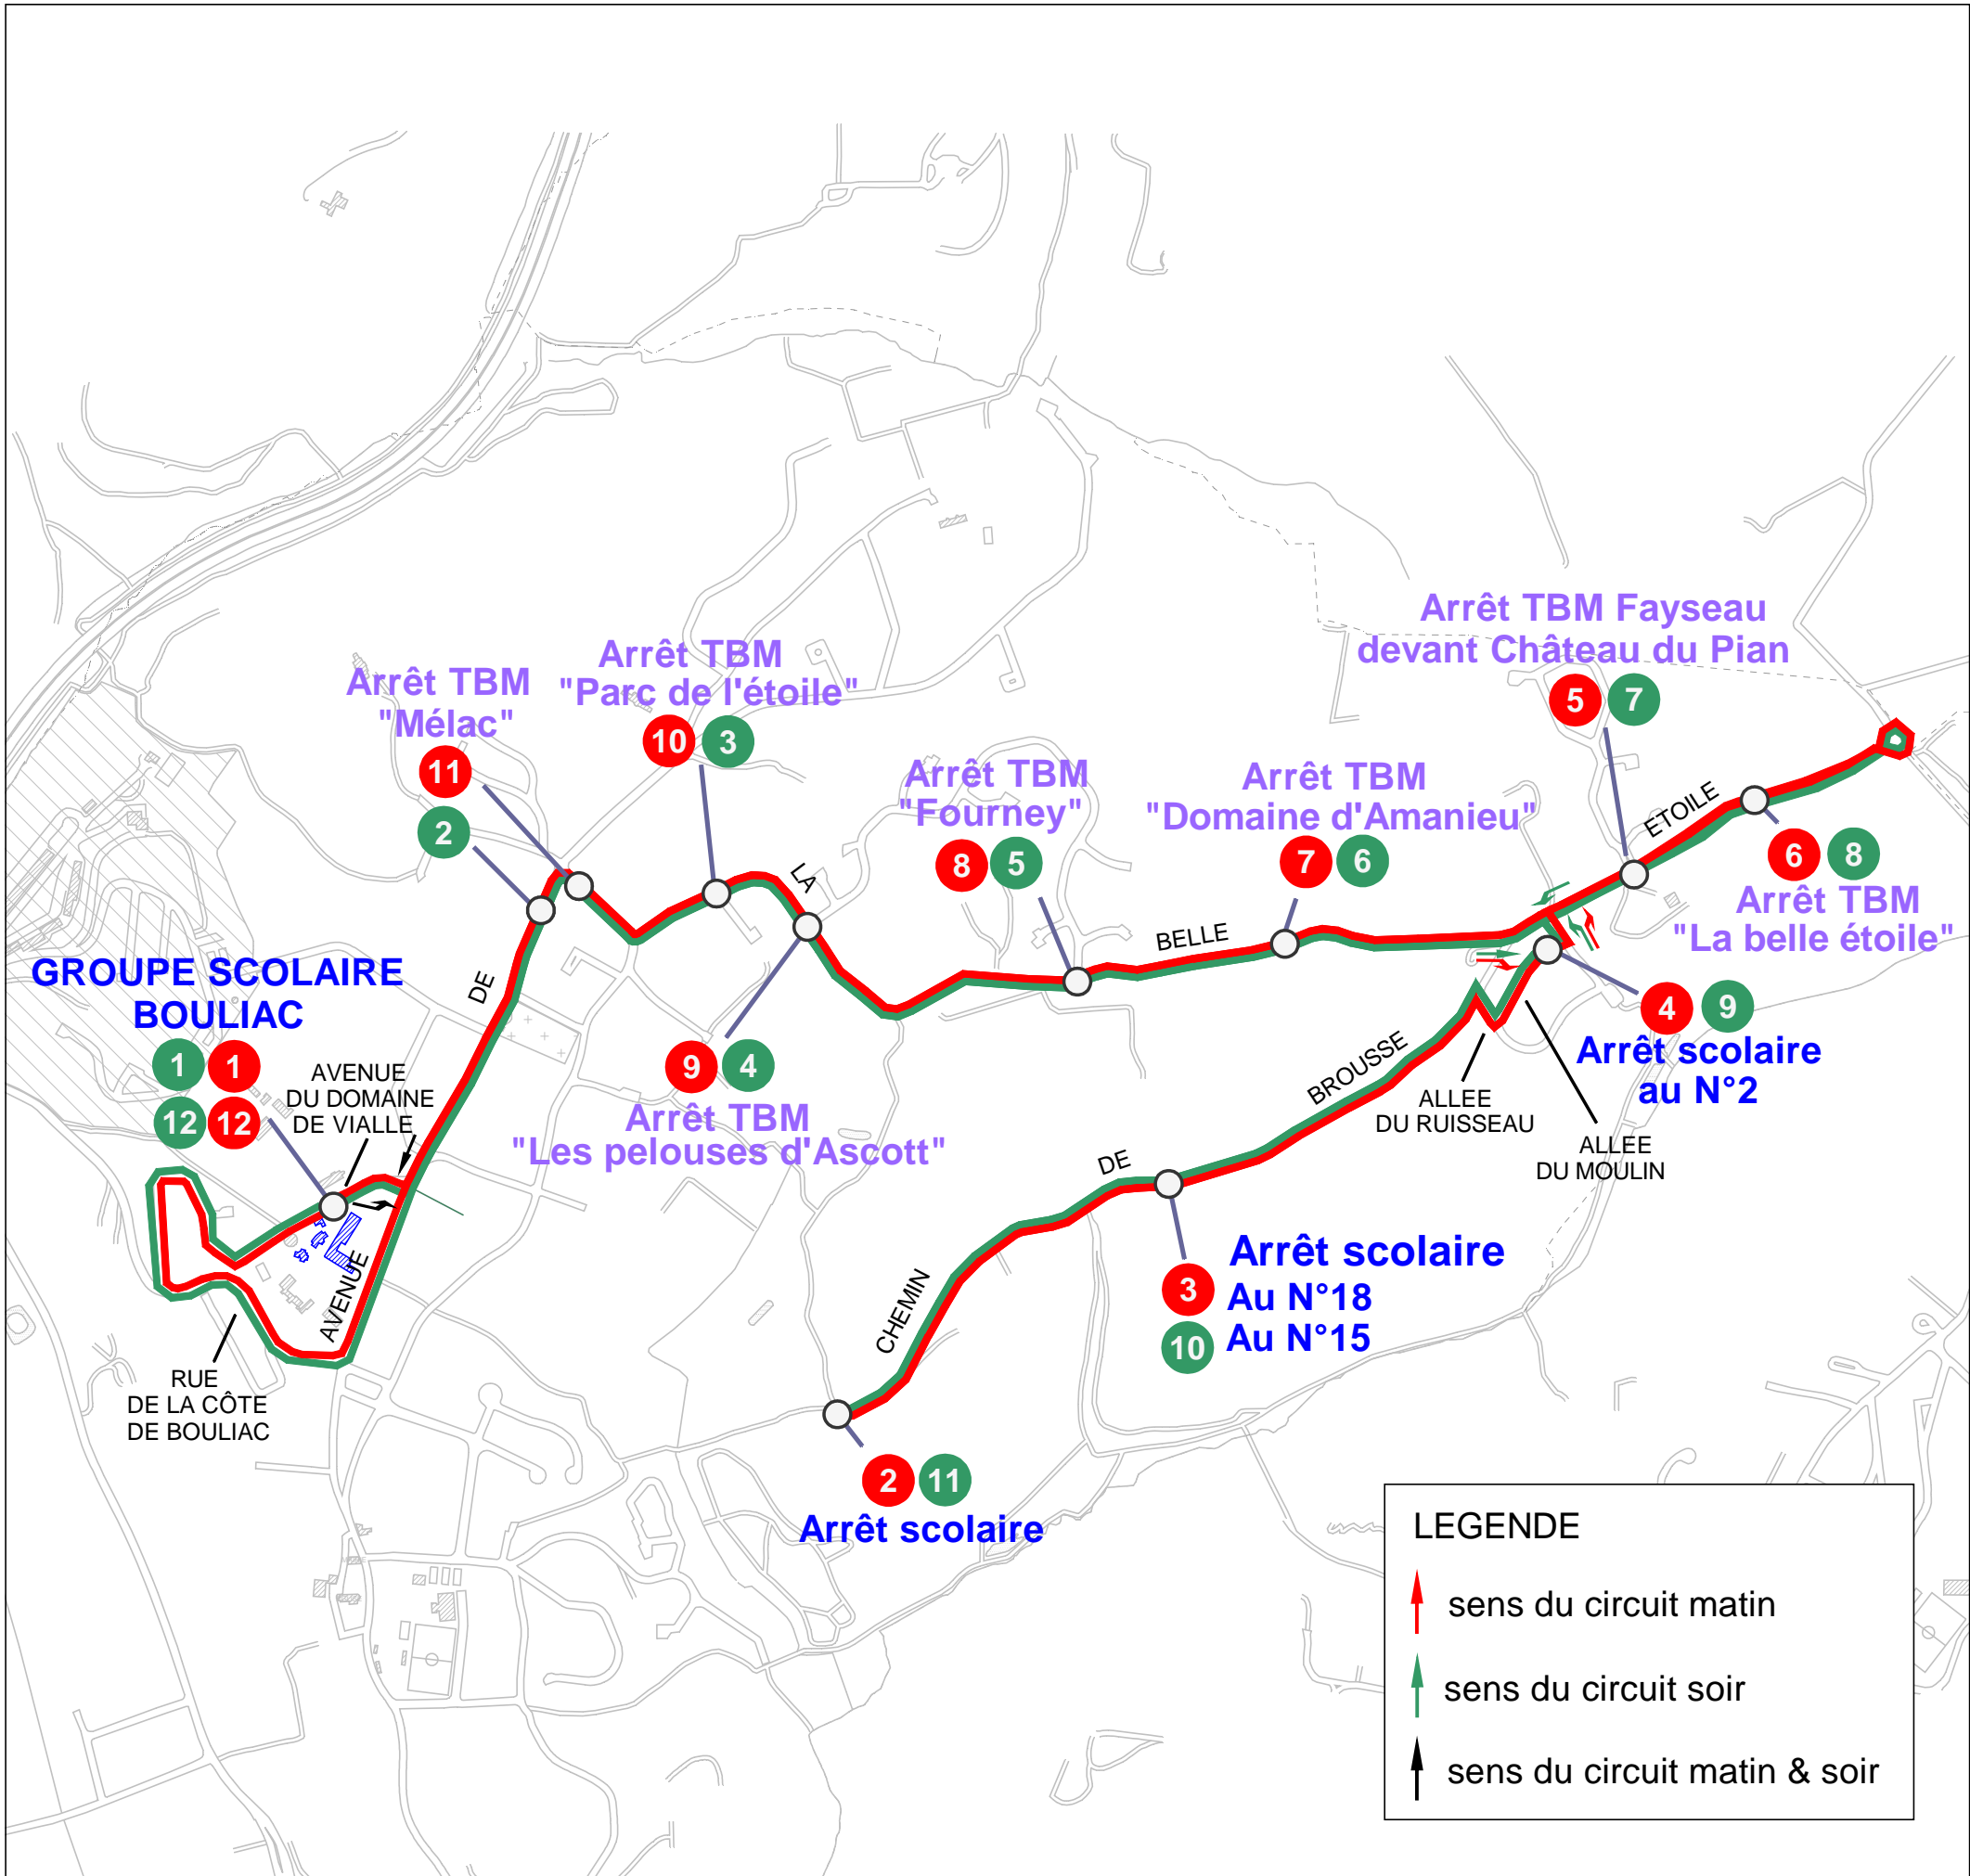 Arrêt TBM Fayseau
devant Château du Pian
5 7
Arrêt TBM
"Parc de l'étoile"
10 3
Arrêt TBM
"Mélac"
11
2
Arrêt TBM
"Fourney"
8 5
Arrêt TBM
"Domaine d'Amanieu"
7 6
ETOILE
6 8
Arrêt TBM
"La belle étoile"
LA
BELLE
DE
GROUPE SCOLAIRE
BOULIAC
1 1
12 12
AVENUE
DU DOMAINE
DE VIALLE
9 4
Arrêt TBM
"Les pelouses d'Ascott"
4 9
Arrêt scolaire
au N°2
BROUSSE
ALLEE
DU RUISSEAU
ALLEE
DU MOULIN
DE
AVENUE
CHEMIN
Arrêt scolaire
3 Au N°18
10 Au N°15
RUE
DE LA CÔTE
DE BOULIAC
2 11
Arrêt scolaire
LEGENDE
sens du circuit matin
sens du circuit soir
sens du circuit matin & soir